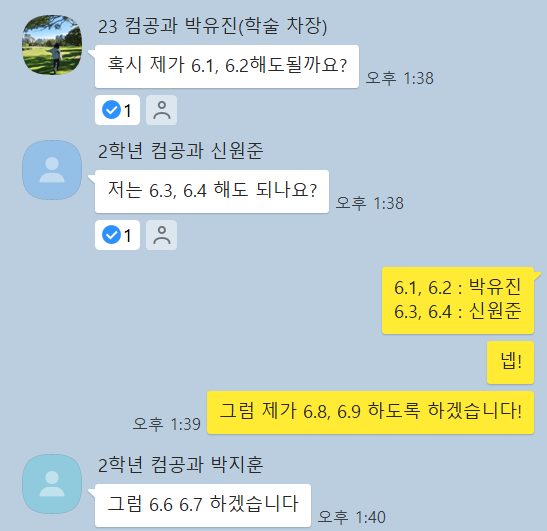 23 컴공과 박유진(학술 차장)
혹시 제가 6.1, 6.2해도될까요?
오후 1:38
1
2학년 컴공과 신원준
저는 6.3, 6.4 해도 되나요?
오후 1:38
1
6.1, 6.2 : 박유진
6.3, 6.4 : 신원준
넵!
그럼 제가 6.8, 6.9 하도록 하겠습니다!
오후 1:39
2학년 컴공과 박지훈
그럼 6.6 6.7 하겠습니다
오후 1:40